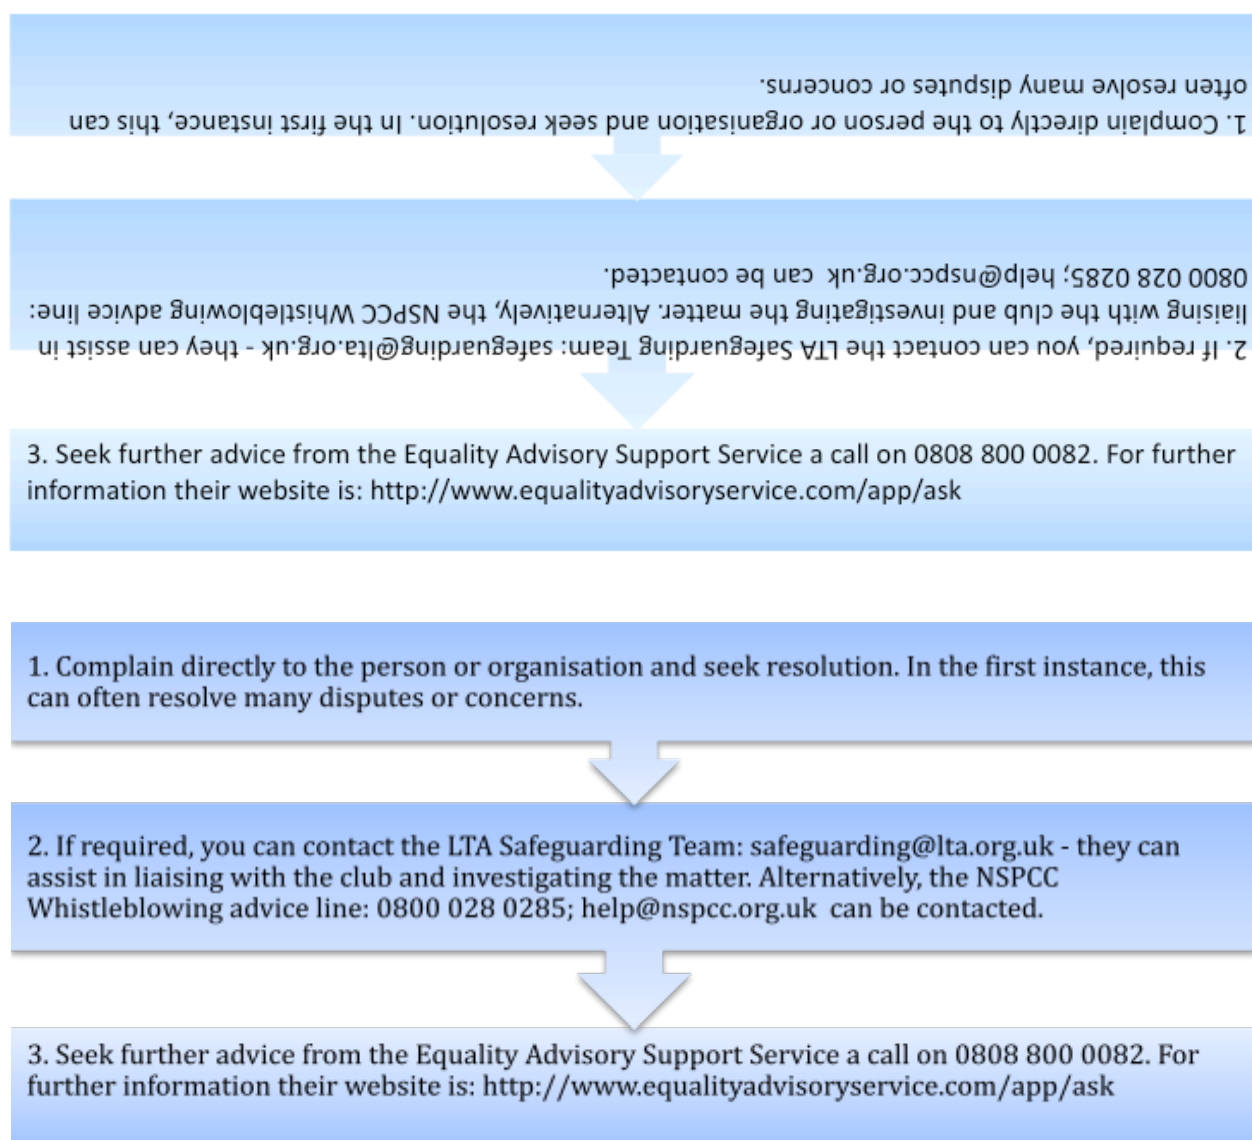 1. Complain directly to the person or organisation and seek resolution. In the first instance, this can
often resolve many disputes or concerns.
2. If required, you can contact the LTA Safeguarding Team: safeguarding@lta.org.uk - they can assist in
liaising with the club and investigating the matter. Alternatively, the NSPCC Whistleblowing advice line:
0800 028 0285; help@nspcc.org.uk  can be contacted.
3. Seek further advice from the Equality Advisory Support Service a call on 0808 800 0082. For further
information their website is: http://www.equalityadvisoryservice.com/app/ask
1. Complain directly to the person or organisation and seek resolution. In the first instance, this
can often resolve many disputes or concerns.
2. If required, you can contact the LTA Safeguarding Team: safeguarding@lta.org.uk - they can
assist in liaising with the club and investigating the matter. Alternatively, the NSPCC
Whistleblowing advice line: 0800 028 0285; help@nspcc.org.uk  can be contacted.
3. Seek further advice from the Equality Advisory Support Service a call on 0808 800 0082. For
further information their website is: http://www.equalityadvisoryservice.com/app/ask